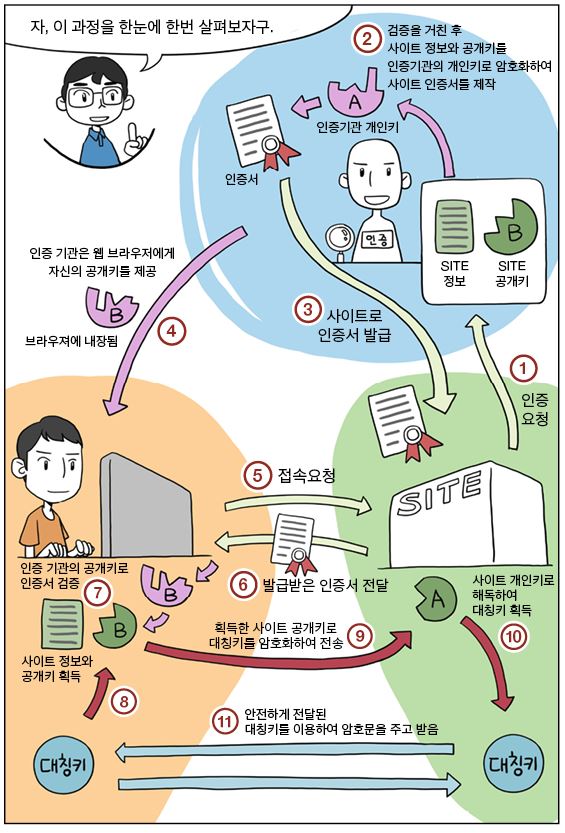 자, 이 과정을 한눈에 한번 살펴보자구.
2
검증을 거친 후
사이트 정보와 공개키를
인증기관의 개인키로 암호화하여
사이트 인증서를 제작
A
인증기관 개인키
인증서
인증
B
SITE
정보
SITE
공개키
인증 기관은 웹 브라우저에게
자신의 공개키를 제공
B
브라우져에 내장됨
4
3
사이트로
인증서 발급
1
인증
요청
5 접속요청
SITE
6 발급받은 인증서 전달
인증 기관의 공개키로
인증서 검증
7
B
B
사이트 정보와
공개키 획득
8
획득한 사이트 공개키로
대칭키를 암호화하여 전송
9
A
사이트 개인키로
해독하여
대칭키 획득
10
11
안전하게 전달된
대칭키를 이용하여 암호문을 주고 받음
대칭키
대칭키